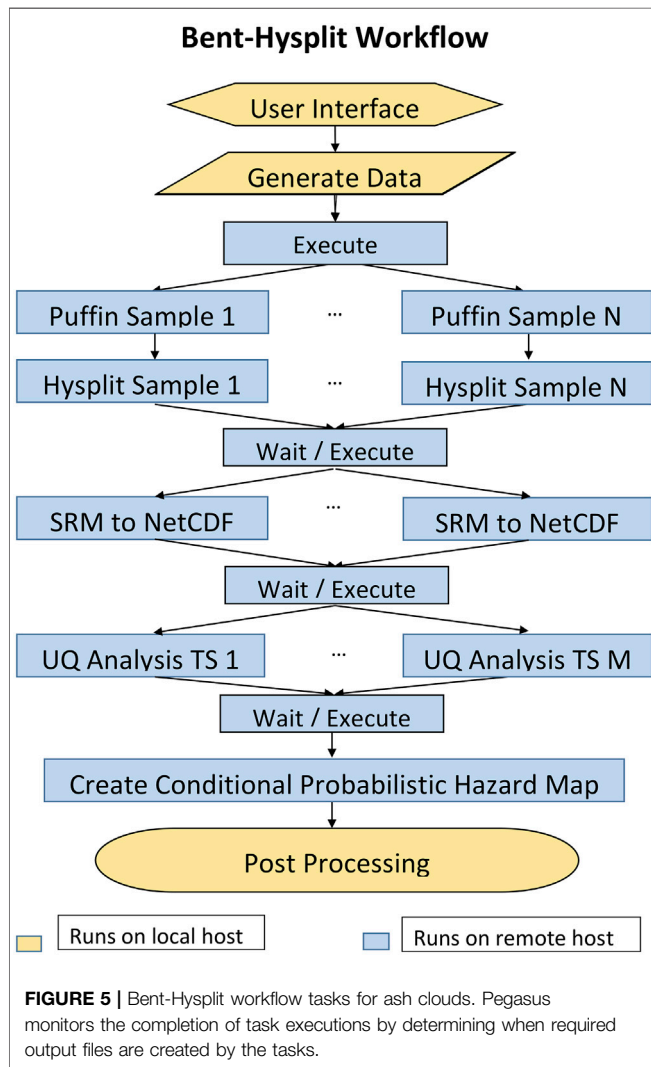 Bent-Hysplit Workflow
User Interface
Generate Data
Execute
Puffin Sample 1 ... Puffin Sample N
Hysplit Sample 1 ... Hysplit Sample N
Wait / Execute
SRM to NetCDF ... SRM to NetCDF
Wait / Execute
UQ Analysis TS 1 ... UQ Analysis TS M
Wait / Execute
Create Conditional Probabilistic Hazard Map
Post Processing
Runs on local host Runs on remote host
FIGURE 5 | Bent-Hysplit workflow tasks for ash clouds. Pegasus
monitors the completion of task executions by determining when required
output files are created by the tasks.